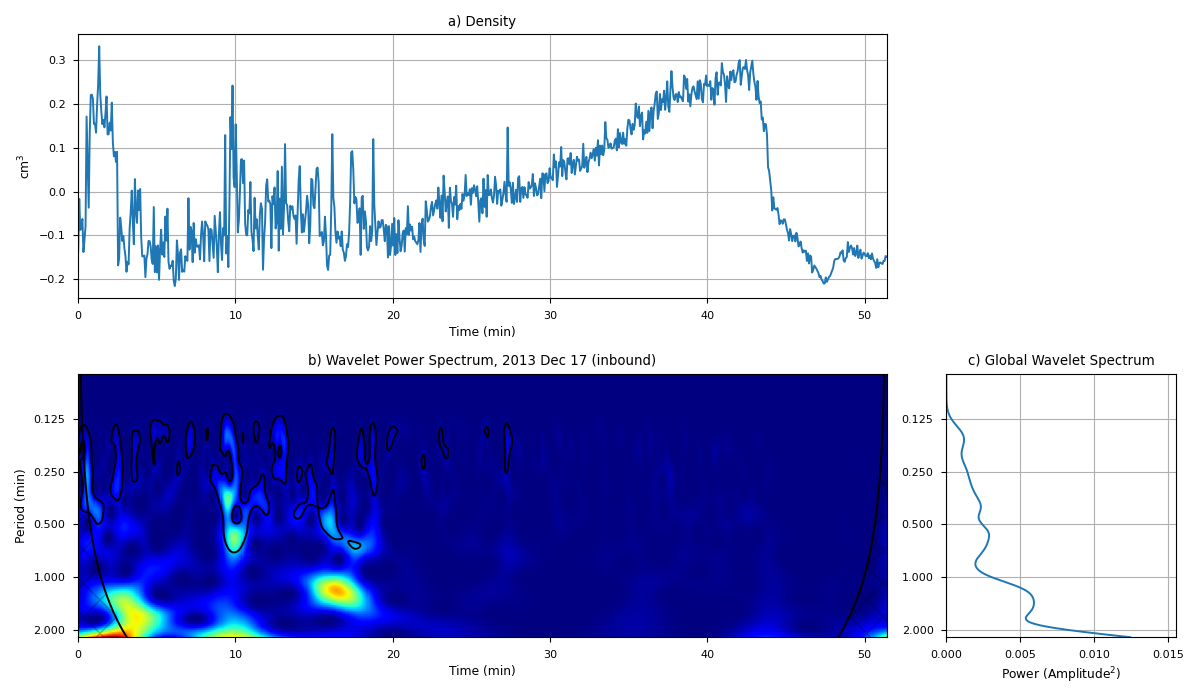 a) Density
cm³
0.3
0.2
0.1
0.0
−0.1
−0.2
0 10 20 30 40 50
Time (min)
b) Wavelet Power Spectrum, 2013 Dec 17 (inbound)
Period (min)
0.125
0.250
0.500
1.000
2.000
0 10 20 30 40 50
Time (min)
c) Global Wavelet Spectrum
0.125
0.250
0.500
1.000
2.000
0.000 0.005 0.010 0.015
Power (Amplitude²)